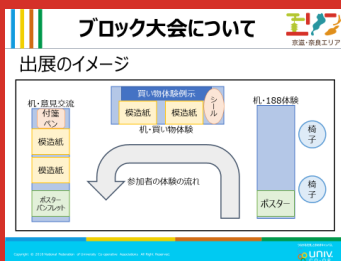 ブロック大会について
エリア
京滋・奈良エリア
出展のイメージ
机・意見交流
付箋
ペン
模造紙
模造紙
ポスター
パンフレット
買い物体験例示
模造紙
模造紙
シール
机・買い物体験
参加者の体験の流れ
机・188体験
椅子
椅子
ポスター
univ.
CO-OP